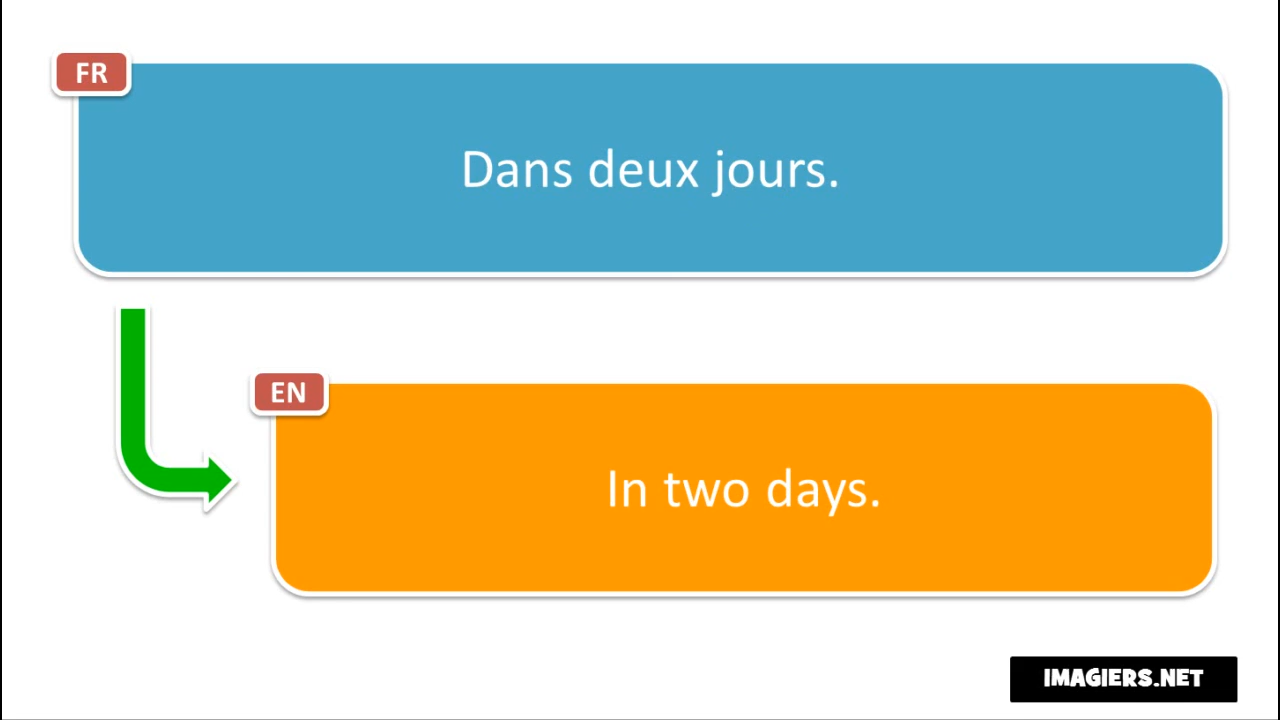 FR
Dans deux jours.
EN
In two days.
IMAGIERS.NET